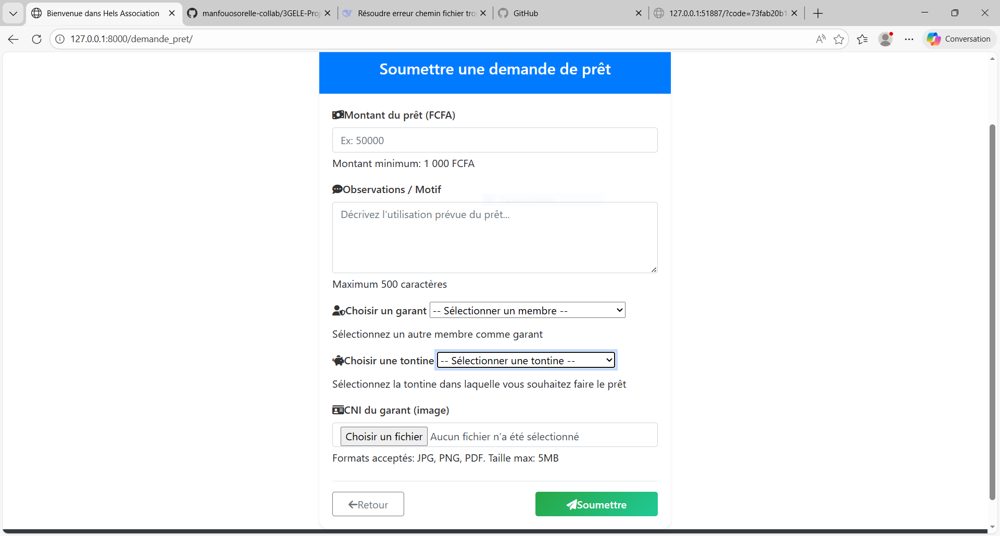 Bienvenue dans Hels Association
manfouosorelle-collab/3GELE-Proj
Résoudre erreur chemin fichier trop
GitHub
127.0.0.1:51887/?code=73fab20b1
127.0.0.1:8000/demande_pret/
Conversation
Soumettre une demande de prêt
Montant du prêt (FCFA)
Ex: 50000
Montant minimum: 1 000 FCFA
Observations / Motif
Capture Fenêtre
Décrivez l'utilisation prévue du prêt...
Maximum 500 caractères
Choisir un garant -- Sélectionner un membre --
Sélectionnez un autre membre comme garant
Choisir une tontine -- Sélectionner une tontine --
Sélectionnez la tontine dans laquelle vous souhaitez faire le prêt
CNI du garant (image)
Choisir un fichier Aucun fichier n’a été sélectionné
Formats acceptés: JPG, PNG, PDF. Taille max: 5MB
Retour
Soumettre